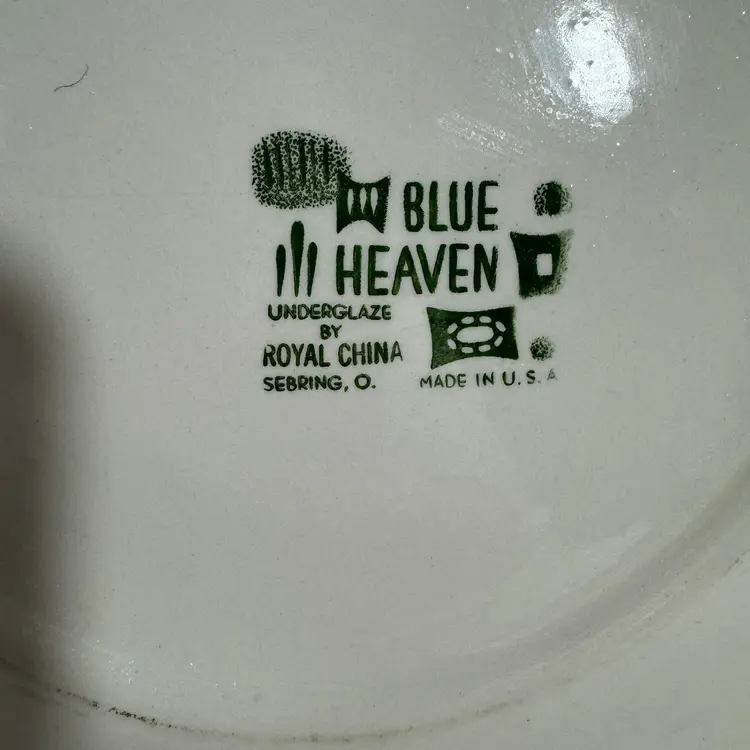 BLUE
HEAVEN
UNDERGLAZE
BY
ROYAL CHINA
SEBRING, O.
MADE IN U.S.A